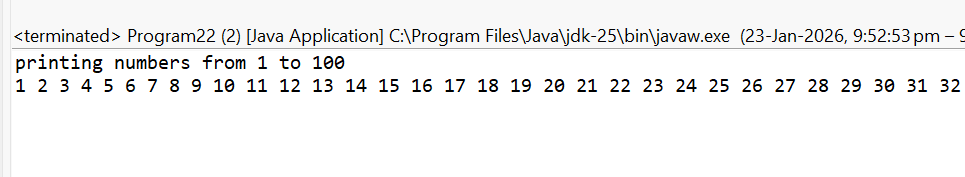 <terminated> Program22 (2) [Java Application] C:\Program Files\Java\jdk-25\bin\javaw.exe (23-Jan-2026, 9:52:53 pm – 9
printing numbers from 1 to 100
1 2 3 4 5 6 7 8 9 10 11 12 13 14 15 16 17 18 19 20 21 22 23 24 25 26 27 28 29 30 31 32